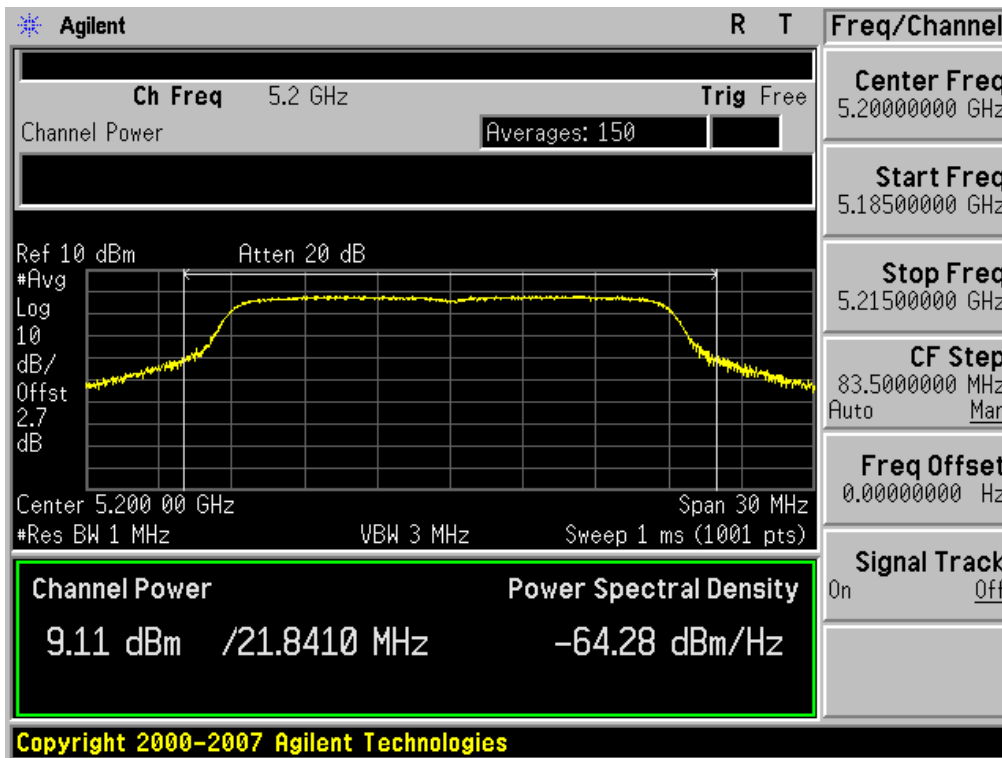 Agilent R T Freq/Channel
Ch Freq 5.2 GHz Trig Free
Channel Power Averages: 150
Center Freq
5.20000000 GHz
Start Freq
5.18500000 GHz
Stop Freq
5.21500000 GHz
CF Step
83.5000000 MHz
Auto Man
Freq Offset
0.00000000 Hz
Signal Track
On Off
Ref 10 dBm Atten 20 dB
#Avg
Log
10
dB/
Offst
2.7
dB
Center 5.200 00 GHz Span 30 MHz
#Res BW 1 MHz VBW 3 MHz Sweep 1 ms (1001 pts)
Channel Power Power Spectral Density
9.11 dBm /21.8410 MHz -64.28 dBm/Hz
Copyright 2000-2007 Agilent Technologies